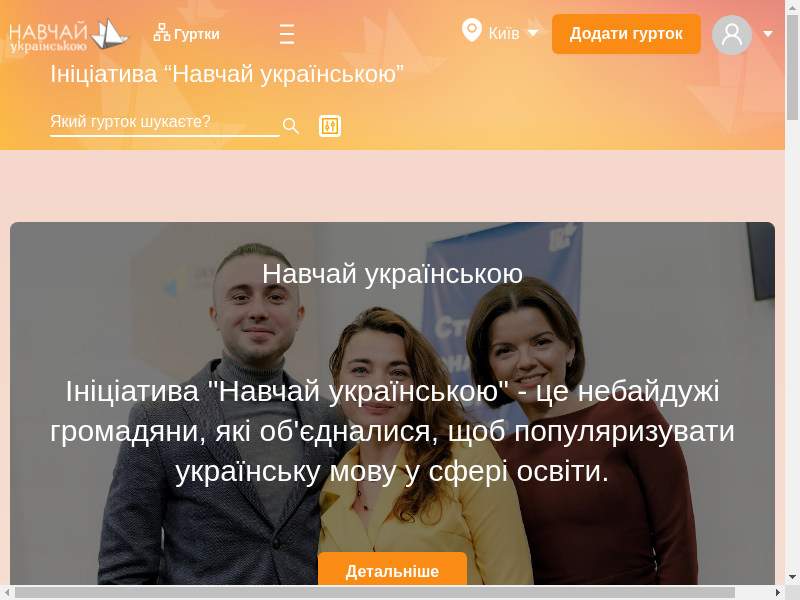 НАВЧАЙ
українською
Гуртки
Київ
Додати гурток
Ініціатива “Навчай українською”
Який гурток шукаєте?
Навчай українською
Ініціатива "Навчай українською" - це небайдужі
громадяни, які об'єдналися, щоб популяризувати
українську мову у сфері освіти.
Детальніше